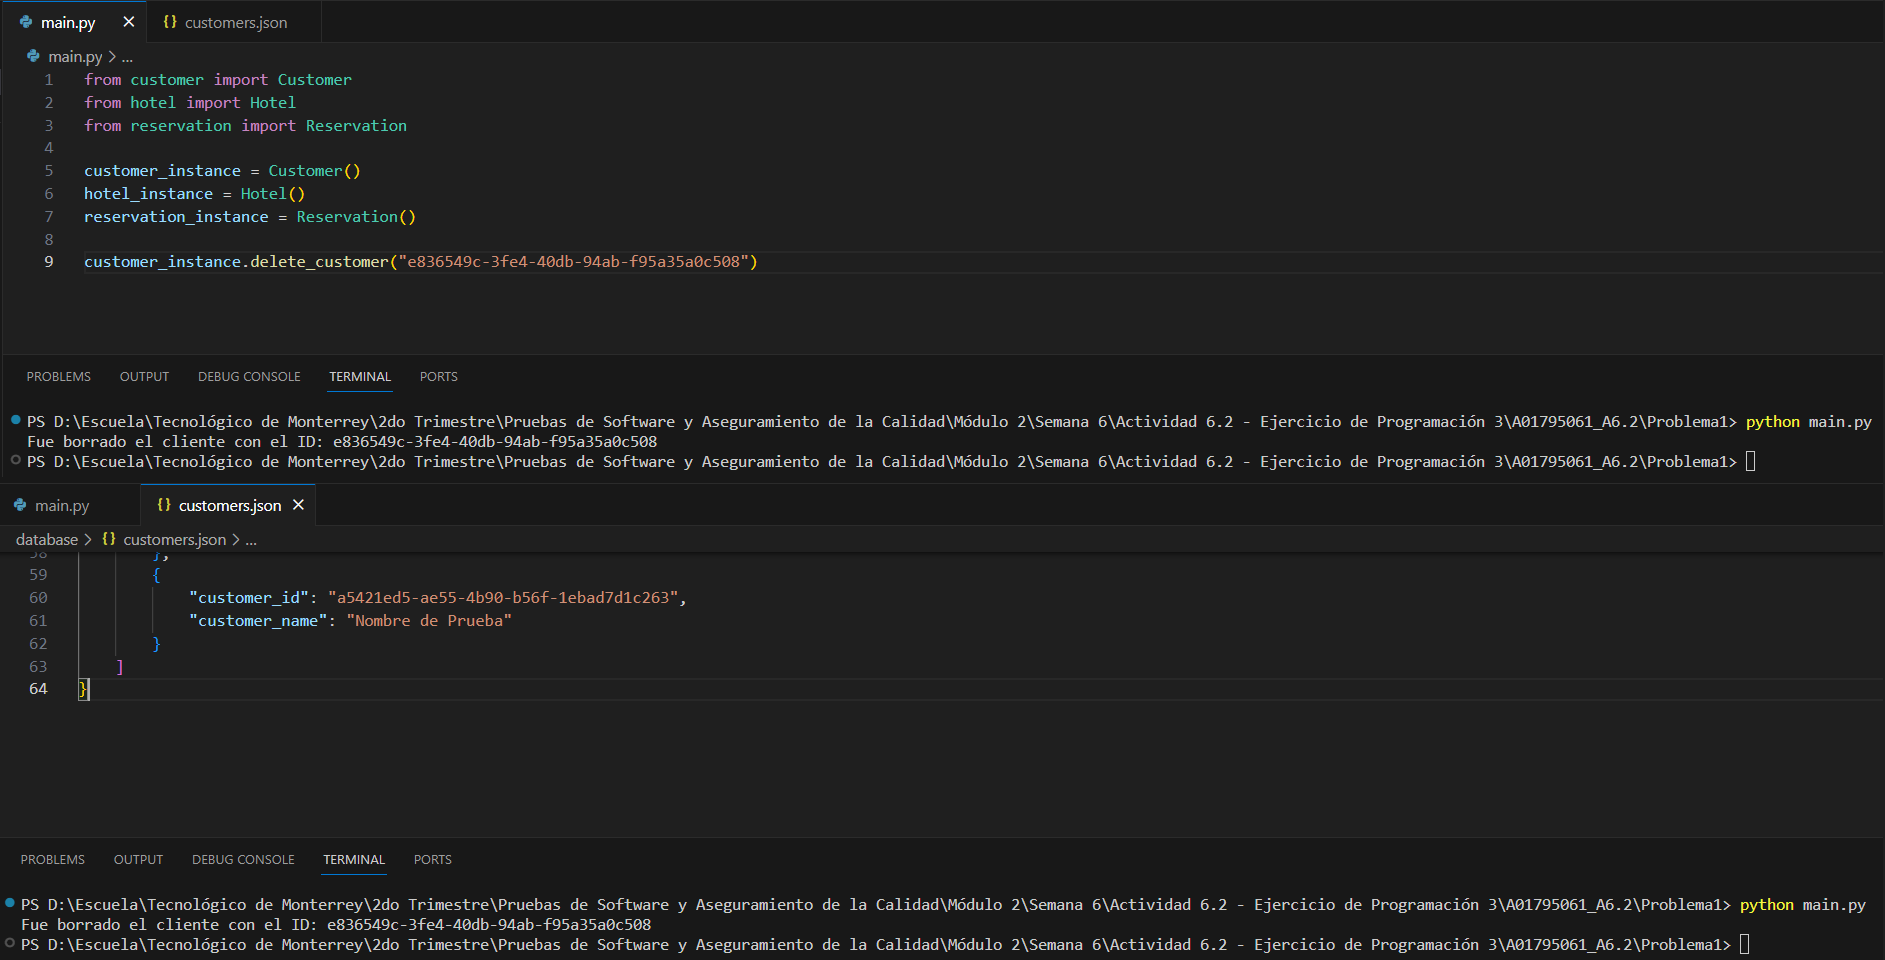 main.py × {} customers.json
main.py > ...
1 from customer import Customer
2 from hotel import Hotel
3 from reservation import Reservation
4
5 customer_instance = Customer()
6 hotel_instance = Hotel()
7 reservation_instance = Reservation()
8
9 customer_instance.delete_customer("e836549c-3fe4-40db-94ab-f95a35a0c508")
PROBLEMS OUTPUT DEBUG CONSOLE TERMINAL PORTS
PS D:\Escuela\Tecnológico de Monterrey\2do Trimestre\Pruebas de Software y Aseguramiento de la Calidad\Módulo 2\Semana 6\Actividad 6.2 - Ejercicio de Programación 3\A01795061_A6.2\Problema1> python main.py
Fue borrado el cliente con el ID: e836549c-3fe4-40db-94ab-f95a35a0c508
PS D:\Escuela\Tecnológico de Monterrey\2do Trimestre\Pruebas de Software y Aseguramiento de la Calidad\Módulo 2\Semana 6\Actividad 6.2 - Ejercicio de Programación 3\A01795061_A6.2\Problema1>
main.py {} customers.json ×
database > {} customers.json > ...
58 },
59 {
60 "customer_id": "a5421ed5-ae55-4b90-b56f-1ebad7d1c263",
61 "customer_name": "Nombre de Prueba"
62 }
63 ]
64 }
PROBLEMS OUTPUT DEBUG CONSOLE TERMINAL PORTS
PS D:\Escuela\Tecnológico de Monterrey\2do Trimestre\Pruebas de Software y Aseguramiento de la Calidad\Módulo 2\Semana 6\Actividad 6.2 - Ejercicio de Programación 3\A01795061_A6.2\Problema1> python main.py
Fue borrado el cliente con el ID: e836549c-3fe4-40db-94ab-f95a35a0c508
PS D:\Escuela\Tecnológico de Monterrey\2do Trimestre\Pruebas de Software y Aseguramiento de la Calidad\Módulo 2\Semana 6\Actividad 6.2 - Ejercicio de Programación 3\A01795061_A6.2\Problema1>